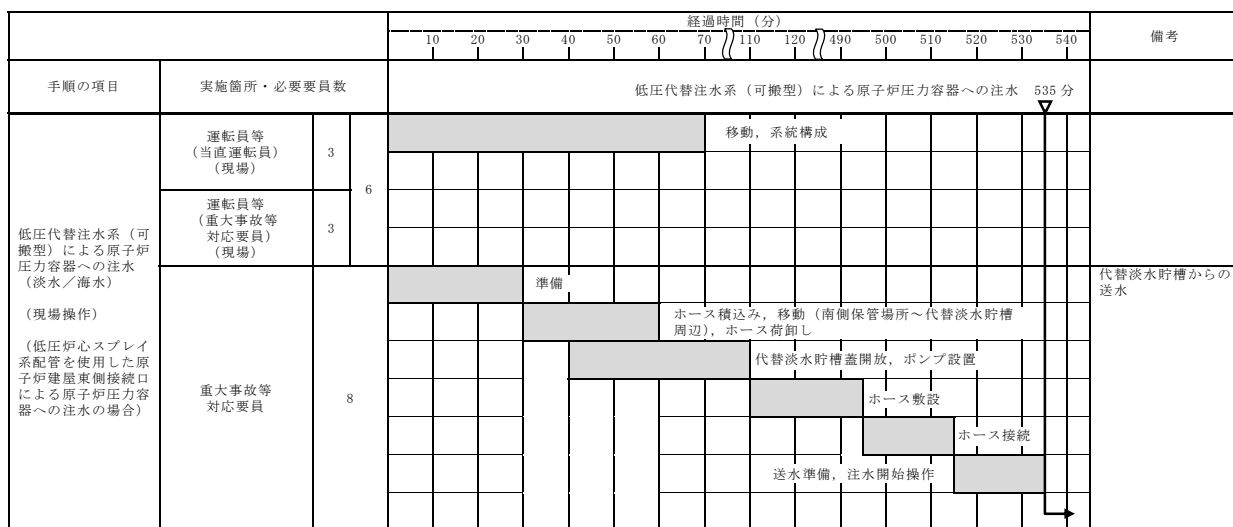 経過時間（分）
備考
10 20 30 40 50 60 70 110 120 490 500 510 520 530 540
手順の項目
実施箇所・必要要員数
低圧代替注水系（可搬型）による原子炉圧力容器への注水 535分
運転員等
（当直運転員）
（現場）
3
6
移動，系統構成
運転員等
（重大事故等
対応要員）
（現場）
3
低圧代替注水系（可
搬型）による原子炉
圧力容器への注水
（淡水／海水）
（現場操作）
（低圧炉心スプレイ
系配管を使用した原
子炉建屋東側接続口
による原子炉圧力容
器への注水の場合）
重大事故等
対応要員
8
準備
ホース積込み，移動（南側保管場所～代替淡水貯槽
周辺），ホース荷卸し
代替淡水貯槽蓋開放，ポンプ設置
ホース敷設
ホース接続
送水準備，注水開始操作
代替淡水貯槽からの
送水